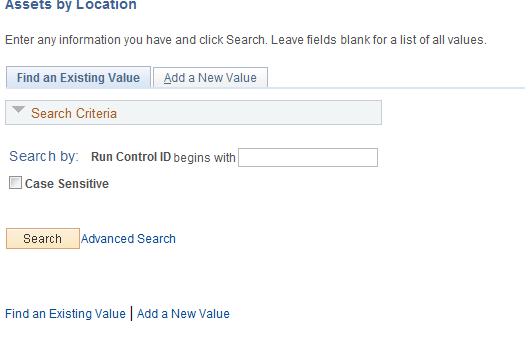 Assets by Location
Enter any information you have and click Search. Leave fields blank for a list of all values.
Find an Existing Value Add a New Value
Search Criteria
Search by: Run Control ID begins with
Case Sensitive
Search Advanced Search
Find an Existing Value | Add a New Value